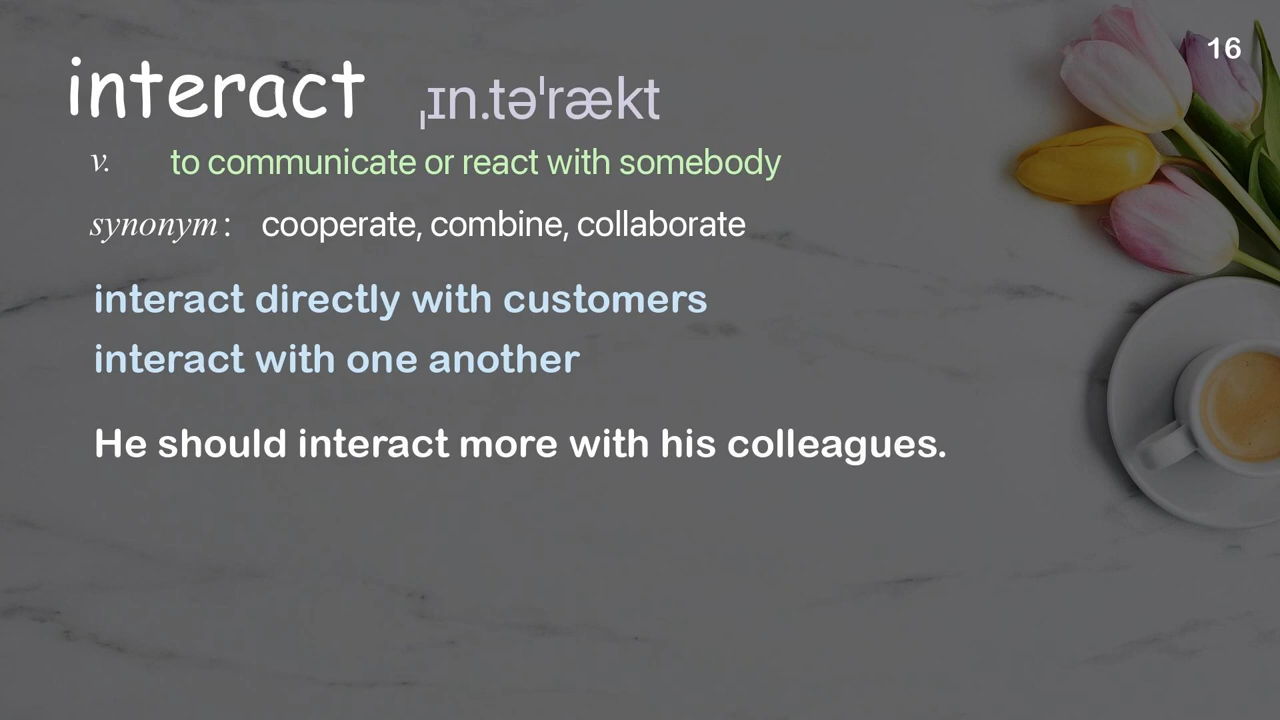 16
interact ˌɪn.təˈrækt
v. to communicate or react with somebody
synonym: cooperate, combine, collaborate
interact directly with customers
interact with one another
He should interact more with his colleagues.